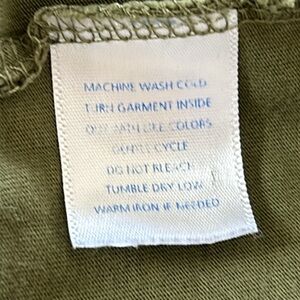 MACHINE WASH COLD
TURN GARMENT INSIDE
OUT WITH LIKE COLORS
GENTLE CYCLE
DO NOT BLEACH
TUMBLE DRY LOW
WARM IRON IF NEEDED